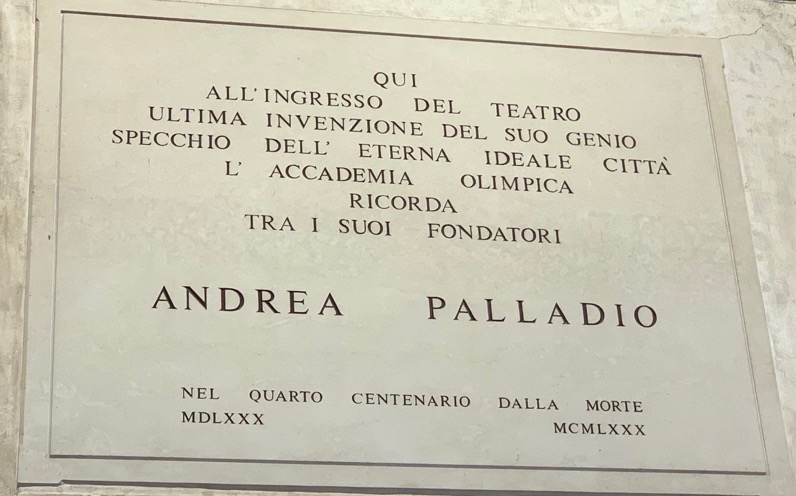 QUI
ALL'INGRESSO DEL TEATRO
ULTIMA INVENZIONE DEL SUO GENIO
SPECCHIO DELL' ETERNA IDEALE CITTÀ
L' ACCADEMIA OLIMPICA
RICORDA
TRA I SUOI FONDATORI
ANDREA PALLADIO
NEL QUARTO CENTENARIO DALLA MORTE
MDLXXX MCMLXXX